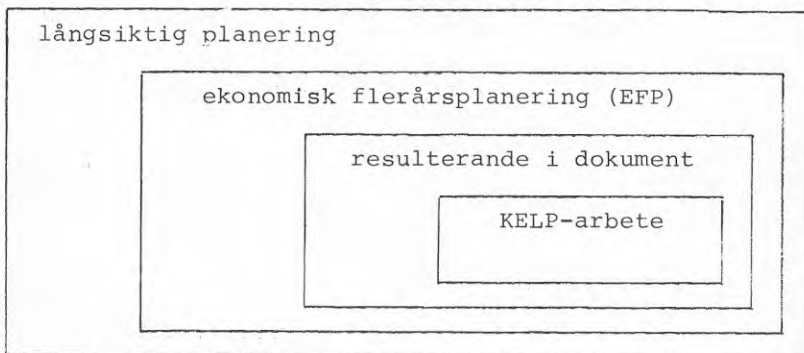 långsiktig planering
ekonomisk flerårsplanering (EFP)
resulterande i dokument
KELP-arbete